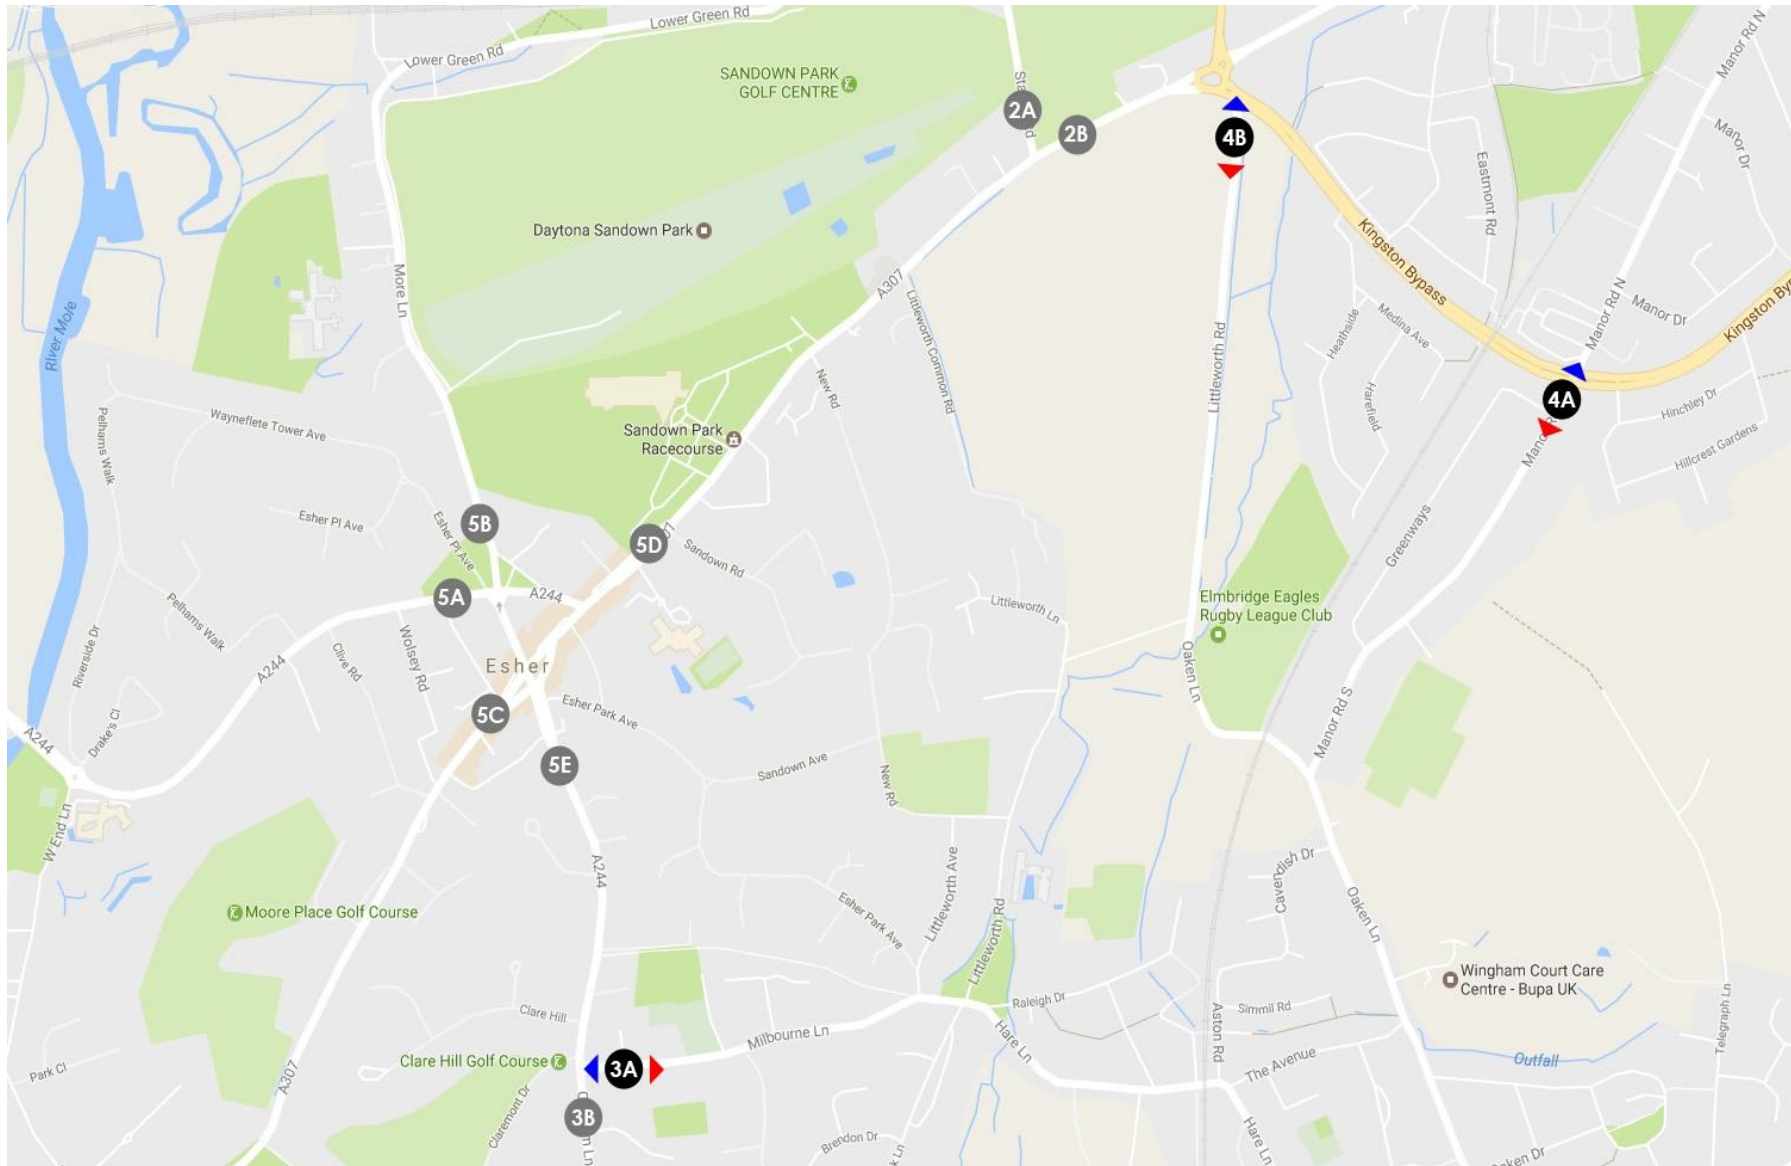 Lower Green Rd
Lower Green Rd
SANDOWN PARK
GOLF CENTRE
2A
2B
4B
Manor Rd N
Manor Dr
Eastmont Rd
Daytona Sandown Park
Kingston Bypass
More Ln
A307
River Mole
Littleworth Common Rd
Littleworth Rd
Heathside
Medina Ave
Manor Rd N
Manor Dr
4A
Harefield
Hinchley Dr
Hillcrest Gardens
New Rd
Pelhams Walk
Wayneflete Tower Ave
Sandown Park
Racecourse
Esher Pl Ave
Esher Pl Ave
5B
5D
Sandown Rd
Greenways
5A
A244
Littleworth Ln
Elmbridge Eagles
Rugby League Club
Pelhams Walk
Riverside Dr
Wolsey Rd
Clive Rd
A244
Esher
Oaken Ln
5C
Esher Park Ave
Manor Rd S
A244
Drake's Cl
5E
Sandown Ave
New Rd
W End Ln
A244
Cavendish Dr
Oaken Ln
Moore Place Golf Course
Esher Park Ave
Littleworth Ave
Littleworth Rd
Wingham Court Care
Centre - Bupa UK
Clare Hill
Raleigh Dr
Simmil Rd
Telegraph Ln
Milbourne Ln
Hare Ln
Aston Rd
Clare Hill Golf Course
3A
The Avenue
Outfall
Park Cl
A307
Claremont Dr
3B
Brendon Dr
Hare Ln